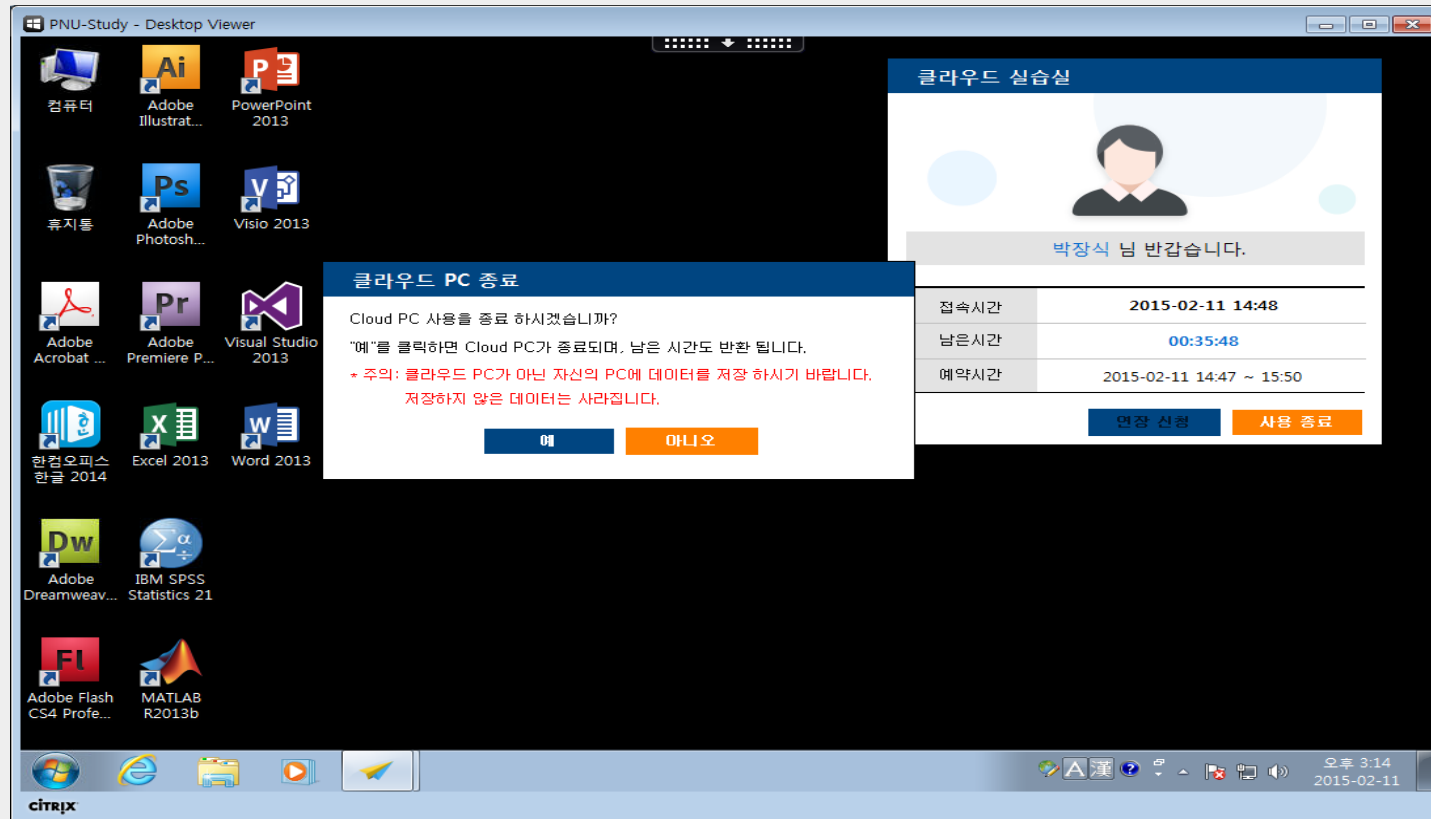 PNU-Study - Desktop Viewer
컴퓨터
Adobe
Illustrat...
PowerPoint
2013
휴지통
Adobe
Photosh...
Visio 2013
Adobe
Acrobat ...
Adobe
Premiere P...
Visual Studio
2013
한컴오피스
한글 2014
Excel 2013
Word 2013
Adobe
Dreamweav...
IBM SPSS
Statistics 21
Adobe Flash
CS4 Profe...
MATLAB
R2013b
클라우드 PC 종료
Cloud PC 사용을 종료 하시겠습니까?
"예"를 클릭하면 Cloud PC가 종료되며, 남은 시간도 반환 됩니다.
* 주의: 클라우드 PC가 아닌 자신의 PC에 데이터를 저장 하시기 바랍니다.
저장하지 않은 데이터는 사라집니다.
예 아니오
클라우드 실습실
박장식 님 반갑습니다.
접속시간 2015-02-11 14:48
남은시간 00:35:48
예약시간 2015-02-11 14:47 ~ 15:50
연장 신청 사용 종료
A 漢
오후 3:14
2015-02-11
CITRIX